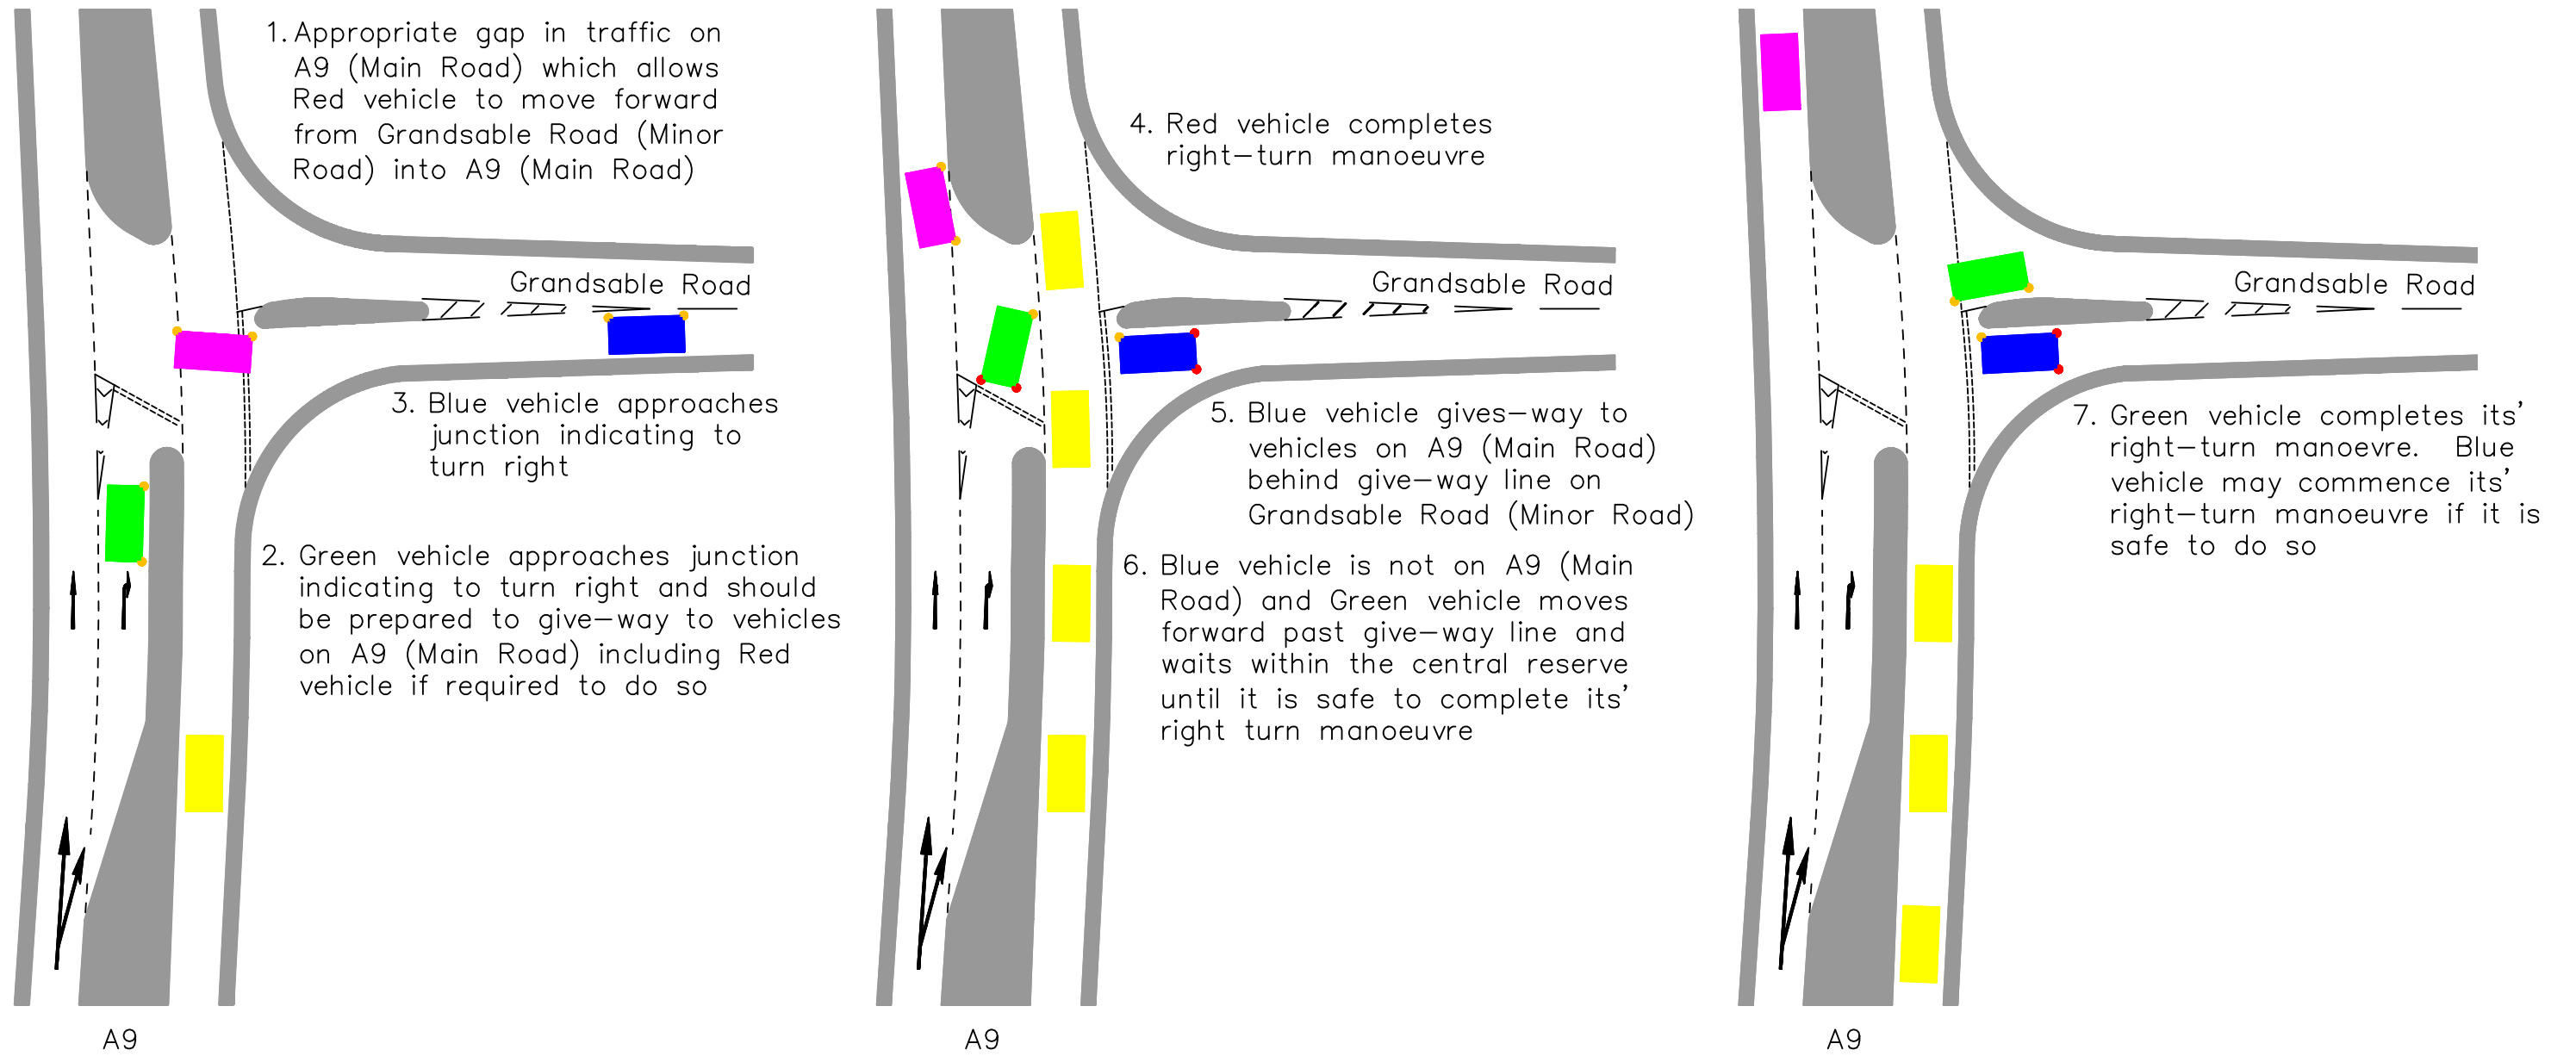 1. Appropriate gap in traffic on
A9 (Main Road) which allows
Red vehicle to move forward
from Grandsable Road (Minor
Road) into A9 (Main Road)
Grandsable Road
3. Blue vehicle approaches
junction indicating to
turn right
2. Green vehicle approaches junction
indicating to turn right and should
be prepared to give-way to vehicles
on A9 (Main Road) including Red
vehicle if required to do so
A9
4. Red vehicle completes
right-turn manoeuvre
Grandsable Road
5. Blue vehicle gives-way to
vehicles on A9 (Main Road)
behind give-way line on
Grandsable Road (Minor Road)
6. Blue vehicle is not on A9 (Main
Road) and Green vehicle moves
forward past give-way line and
waits within the central reserve
until it is safe to complete its'
right turn manoeuvre
A9
Grandsable Road
7. Green vehicle completes its'
right-turn manoevre. Blue
vehicle may commence its'
right-turn manoeuvre if it is
safe to do so
A9